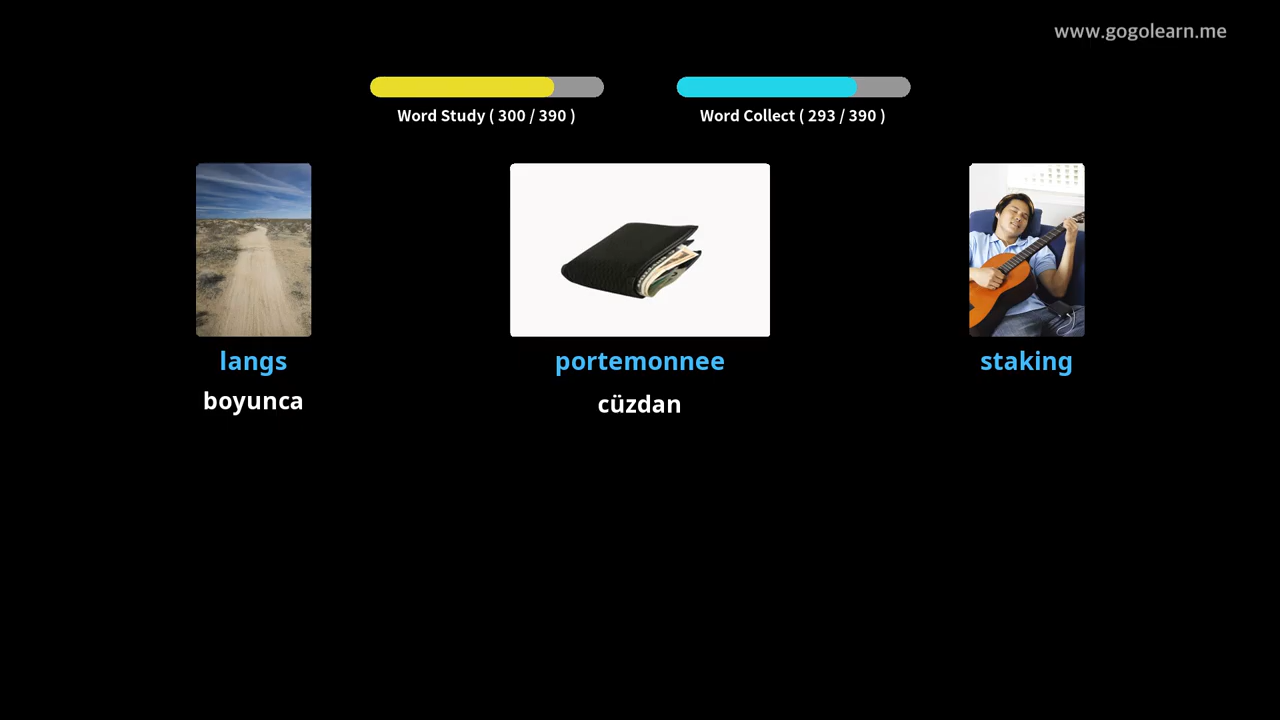 www.gogolearn.me
Word Study ( 300 / 390 )
Word Collect ( 293 / 390 )
langs
portemonnee
staking
boyunca
cüzdan